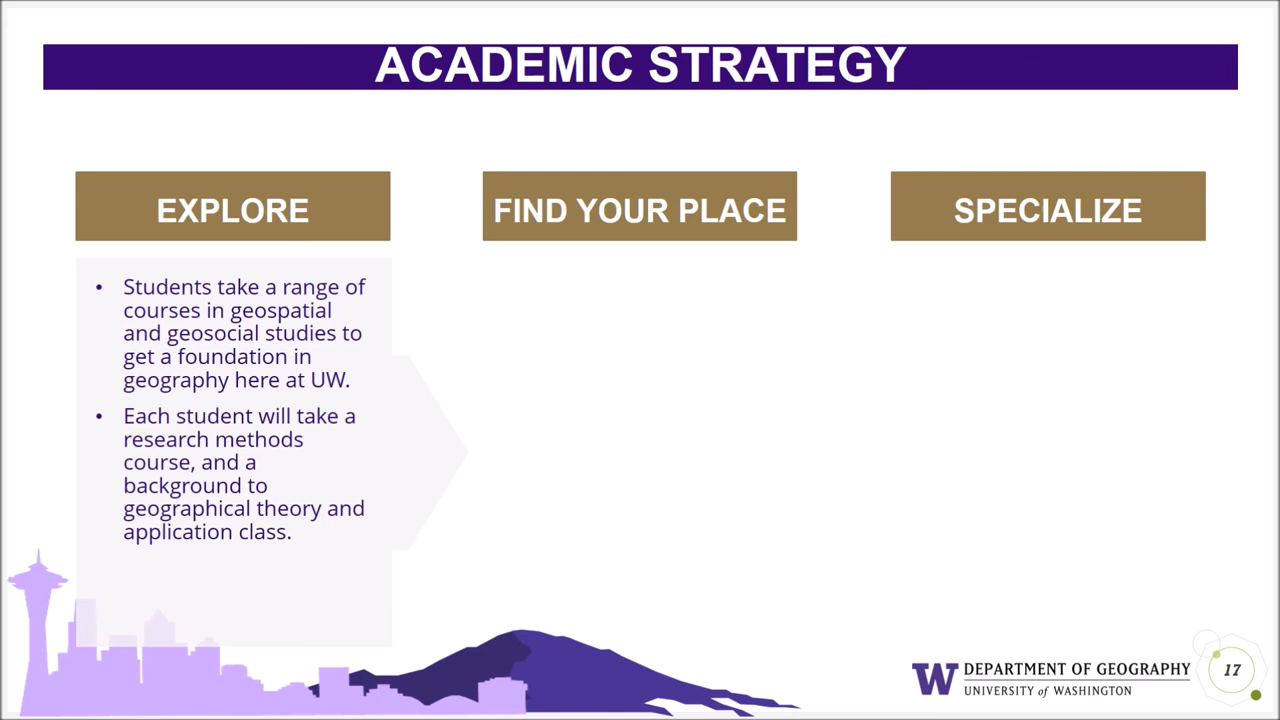 ACADEMIC STRATEGY
EXPLORE
FIND YOUR PLACE
SPECIALIZE
• Students take a range of
courses in geospatial
and geosocial studies to
get a foundation in
geography here at UW.
• Each student will take a
research methods
course, and a
background to
geographical theory and
application class.
W DEPARTMENT OF GEOGRAPHY
UNIVERSITY of WASHINGTON
17